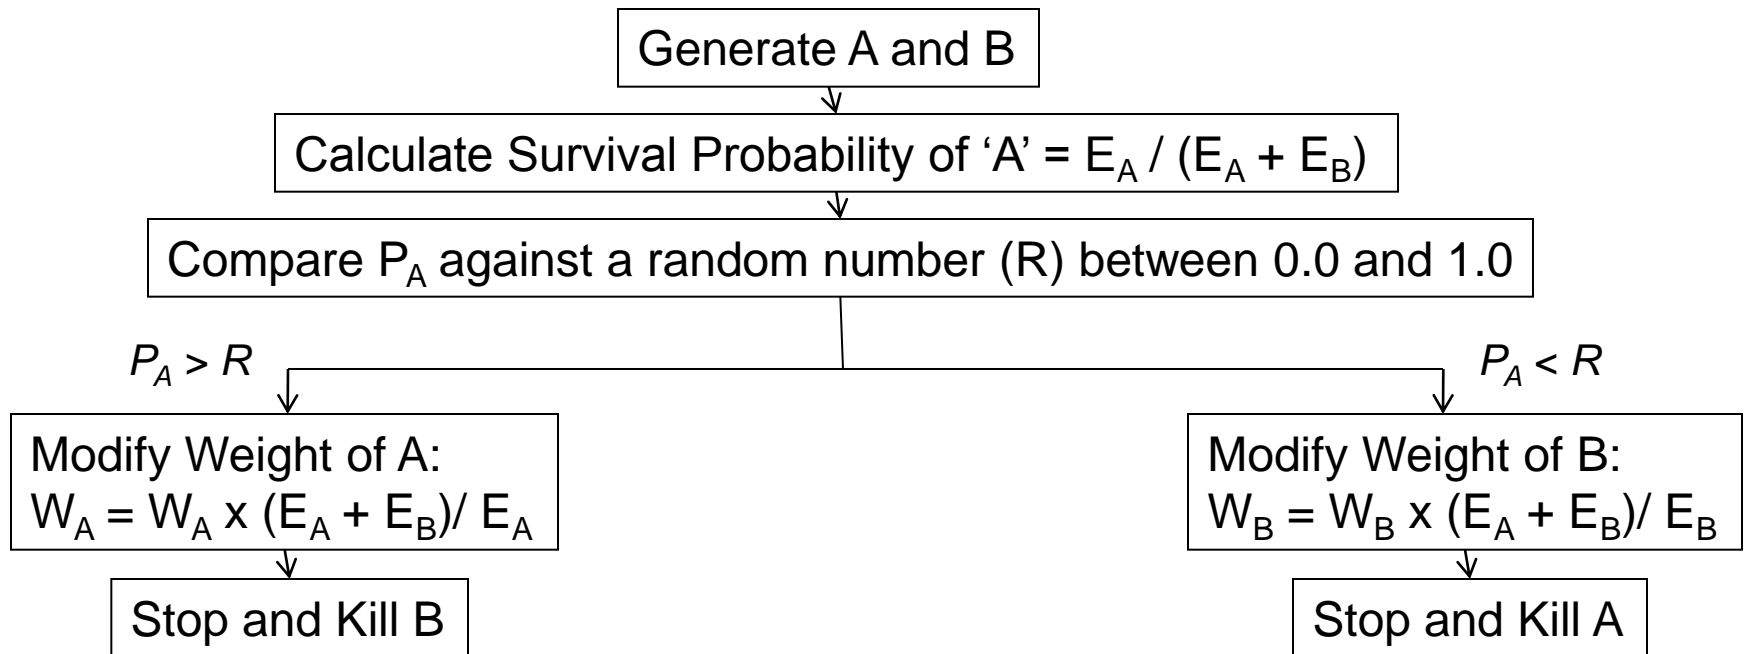 Generate A and B
Calculate Survival Probability of ‘A’ = E_A / (E_A + E_B)
Compare P_A against a random number (R) between 0.0 and 1.0
P_A > R
P_A < R
Modify Weight of A:
W_A = W_A x (E_A + E_B)/ E_A
Modify Weight of B:
W_B = W_B x (E_A + E_B)/ E_B
Stop and Kill B
Stop and Kill A